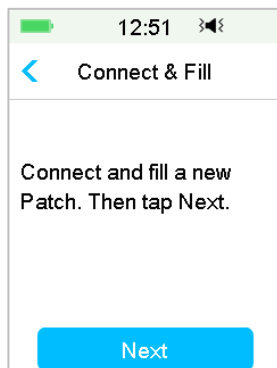 12:51
Connect & Fill
Connect and fill a new
Patch. Then tap Next.
Next